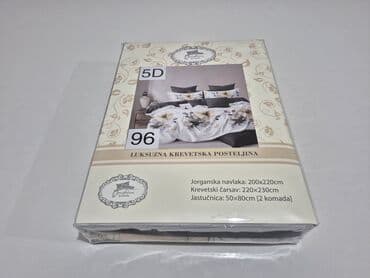 5D
96
LUKSUZNA KREVETSKA POSTELJINA
Jorganska navlaka: 200x220cm
Krevetski čaršav: 220x230cm
Jastučnica: 50x80cm [2 komada]